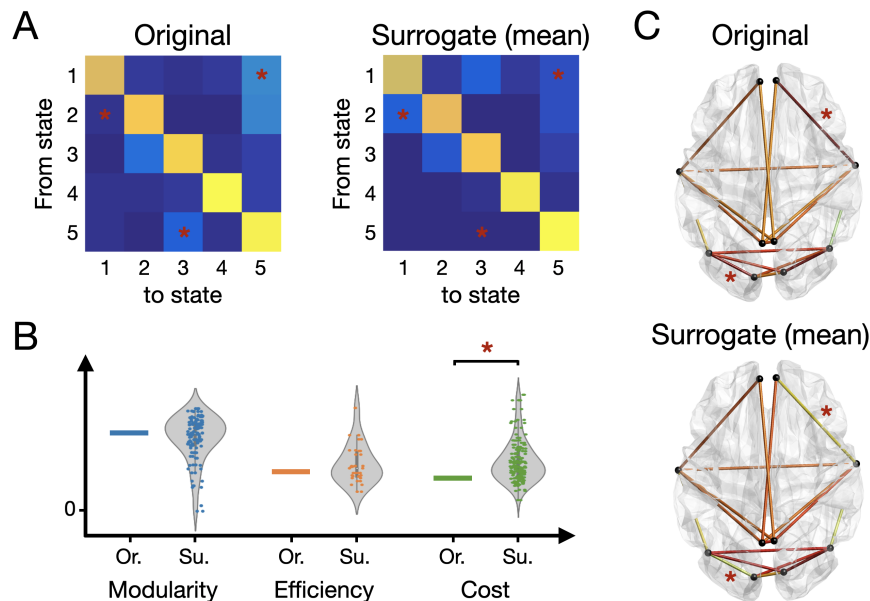 A
Original
Surrogate (mean)
C
Original
From state
1
2
3
4
5
*
*
*
1 2 3 4 5
to state
From state
1
2
3
4
5
*
*
*
1 2 3 4 5
to state
*
*
B
*
0
Or. Su. Or. Su. Or. Su.
Modularity Efficiency Cost
Surrogate (mean)
*
*